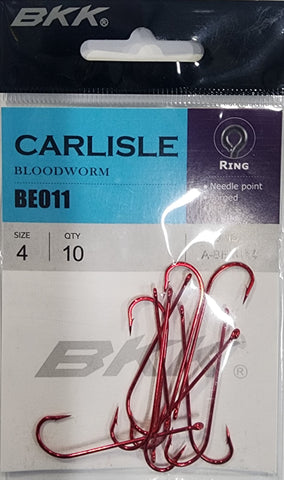 BKK®
CARLISLE
BLOODWORM
BE011
RING
• Needle point
SIZE QTY
4 10
BKK®